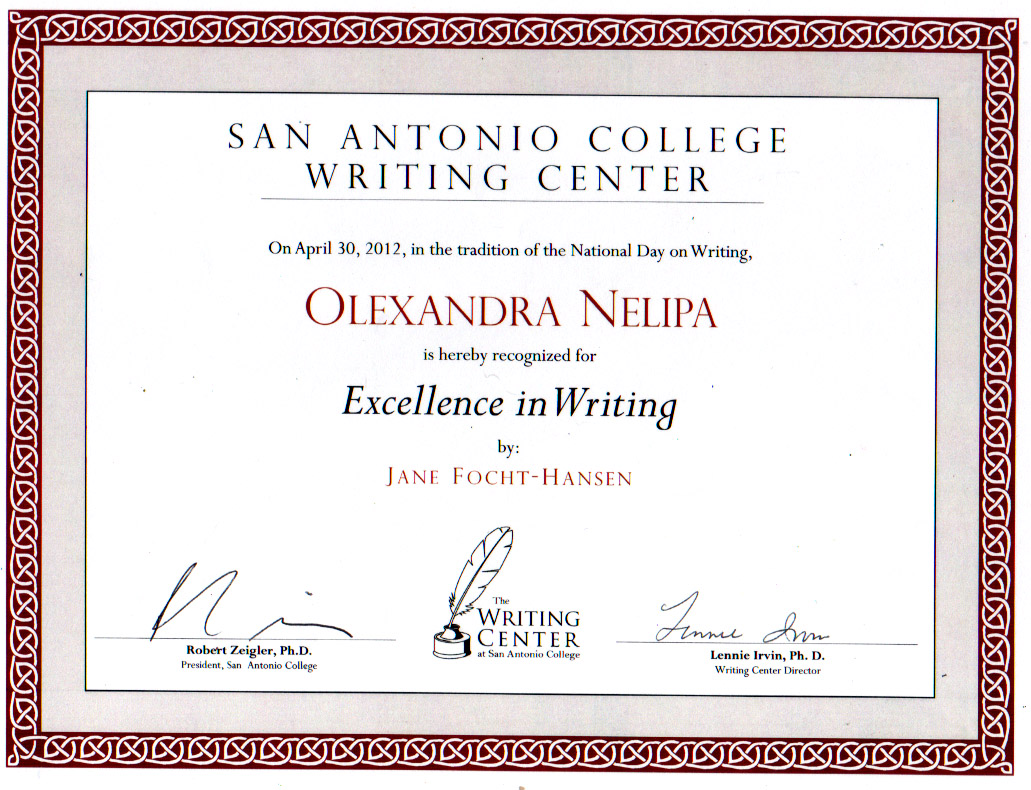 SAN ANTONIO COLLEGE
WRITING CENTER
On April 30, 2012, in the tradition of the National Day on Writing,
OLEXANDRA NELIPA
is hereby recognized for
Excellence in Writing
by:
JANE FOCHT-HANSEN
The
WRITING
CENTER
at San Antonio College
Robert Zeigler, Ph.D.
President, San Antonio College
Lennie Irvin
Lennie Irvin, Ph. D.
Writing Center Director